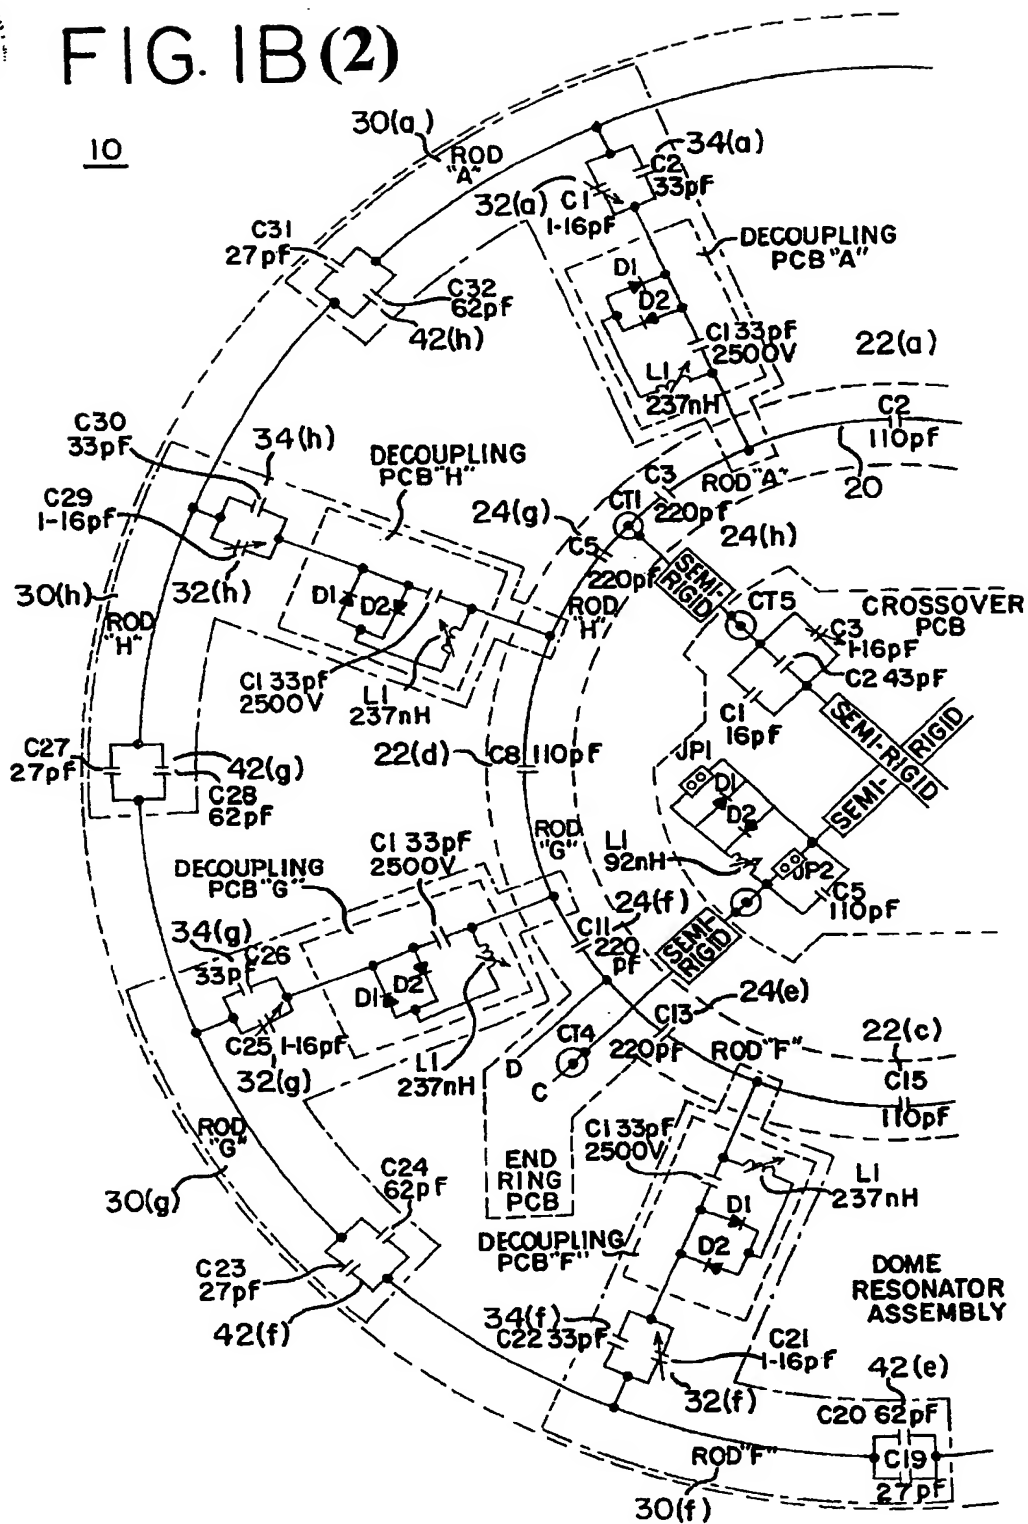 FIG. 1B(2)
10
30(a)
ROD
"A"
34(a)
C2
33pF
32(a)
C1
1-16pF
C31
27pF
C32
62pF
42(h)
DECOUPLING
PCB"A"
D1
D2
C1 33pF
2500V
L1
237nH
22(a)
C2
110pF
20
ROD"A"
C3
220pF
CT1
24(g)
C5
220pF
24(h)
SEMI-
RIGID
CT5
CROSSOVER
PCB
C3
1-16pF
C2 43pF
C1
16pF
SEMI-RIGID
SEMI-
RIGID
C30
33pF
34(h)
DECOUPLING
PCB"H"
C29
1-16pF
32(h)
30(h)
ROD
"H"
D1
D2
C1 33pF
2500V
L1
237nH
ROD
"H"
22(d)
C8
110pF
JP1
D1
D2
L1
92nH
JP2
C5
110pF
C27
27pF
42(g)
C28
62pF
ROD
"G"
C1 33pF
2500V
DECOUPLING
PCB"G"
34(g)
C26
33pF
D2
D1
C25
1-16pF
32(g)
L1
237nH
C11
220
pF
24(f)
SEMI-
RIGID
24(e)
C13
220pF
CT4
D
C
ROD"F"
22(c)
C15
110pF
ROD
"G"
30(g)
C24
62pF
C23
27pF
42(f)
END
RING
PCB
C1 33pF
2500V
L1
237nH
D1
D2
DECOUPLING
PCB"F"
DOME
RESONATOR
ASSEMBLY
34(f)
C22 33pF
C21
1-16pF
32(f)
42(e)
C20 62pF
C19
27pF
ROD"F"
30(f)